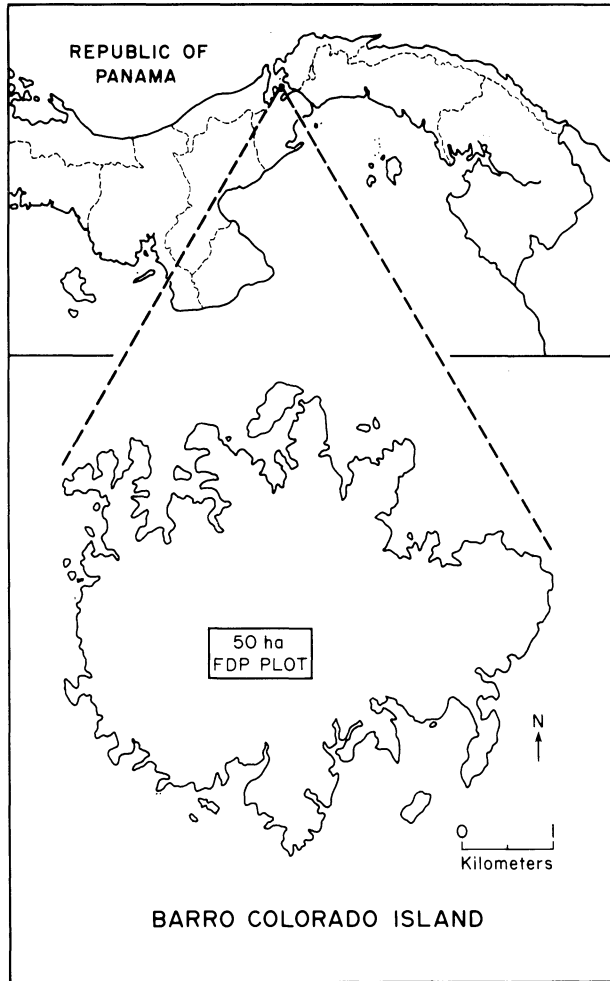 REPUBLIC OF
PANAMA
50 ha
FDP PLOT
N
0 1
Kilometers
BARRO COLORADO ISLAND